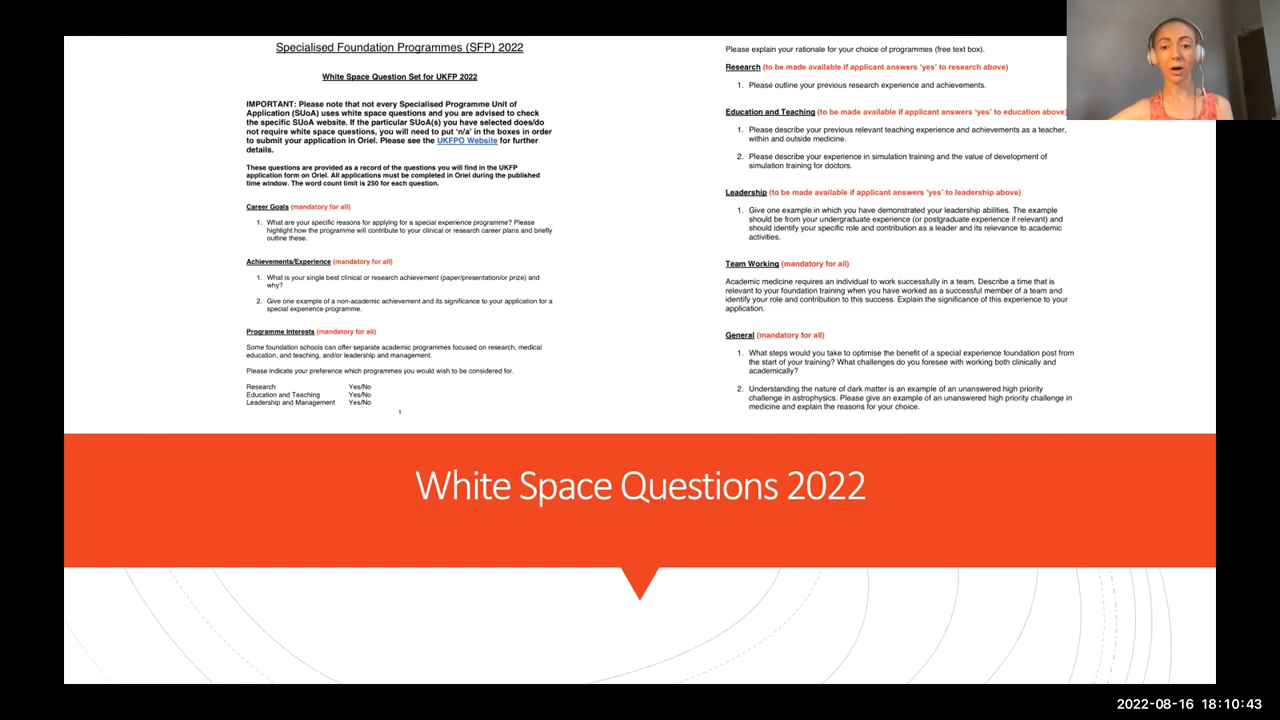 Specialised Foundation Programmes (SFP) 2022
White Space Question Set for UKFP 2022
IMPORTANT: Please note that not every Specialised Programme Unit of
Application (SUoA) uses white space questions and you are advised to check
the specific SUoA website. If the particular SUoA(s) you have selected does/do
not require white space questions, you will need to put ‘n/a’ in the boxes in order
to submit your application in Oriel. Please see the UKFPO Website for further
details.
These questions are provided as a record of the questions you will find in the UKFP
application form on Oriel. All applications must be completed in Oriel during the published
time window. The word count limit is 250 for each question.
Career Goals (mandatory for all)
1. What are your specific reasons for applying for a special experience programme? Please
highlight how the programme will contribute to your clinical or research career plans and briefly
outline these.
Achievements/Experience (mandatory for all)
1. What is your single best clinical or research achievement (paper/presentation/or prize) and
why?
2. Give one example of a non-academic achievement and its significance to your application for a
special experience programme.
Programme Interests (mandatory for all)
Some foundation schools can offer separate academic programmes focused on research, medical
education, and teaching, and/or leadership and management.
Please indicate your preference which programmes you would wish to be considered for.
Research Yes/No
Education and Teaching Yes/No
Leadership and Management Yes/No
1
Please explain your rationale for your choice of programmes (free text box).
Research (to be made available if applicant answers ‘yes’ to research above)
1. Please outline your previous research experience and achievements.
Education and Teaching (to be made available if applicant answers ‘yes’ to education above)
1. Please describe your previous relevant teaching experience and achievements as a teacher,
within and outside medicine.
2. Please describe your experience in simulation training and the value of development of
simulation training for doctors.
Leadership (to be made available if applicant answers ‘yes’ to leadership above)
1. Give one example in which you have demonstrated your leadership abilities. The example
should be from your undergraduate experience (or postgraduate experience if relevant) and
should identify your specific role and contribution as a leader and its relevance to academic
activities.
Team Working (mandatory for all)
Academic medicine requires an individual to work successfully in a team. Describe a time that is
relevant to your foundation training when you have worked as a successful member of a team and
identify your role and contribution to this success. Explain the significance of this experience to your
application.
General (mandatory for all)
1. What steps would you take to optimise the benefit of a special experience foundation post from
the start of your training? What challenges do you foresee with working both clinically and
academically?
2. Understanding the nature of dark matter is an example of an unanswered high priority
challenge in astrophysics. Please give an example of an unanswered high priority challenge in
medicine and explain the reasons for your choice.
White Space Questions 2022
2022-08-16 18:10:43